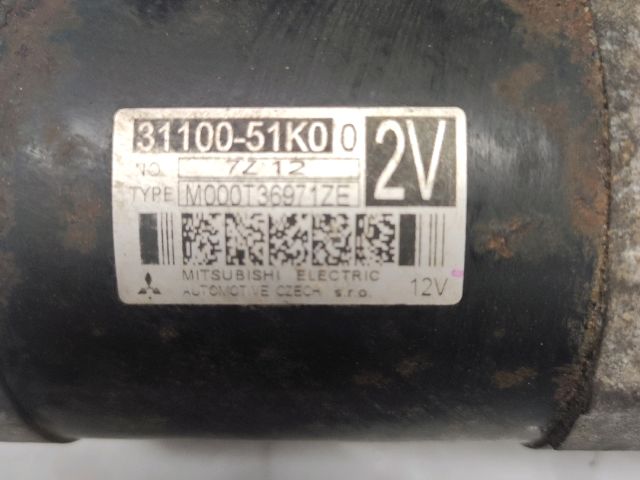 31100-51K0 0
2V
NO. 7Z 12
TYPE M000T36971ZE
MITSUBISHI ELECTRIC
AUTOMOTIVE CZECH s.r.o. 12V